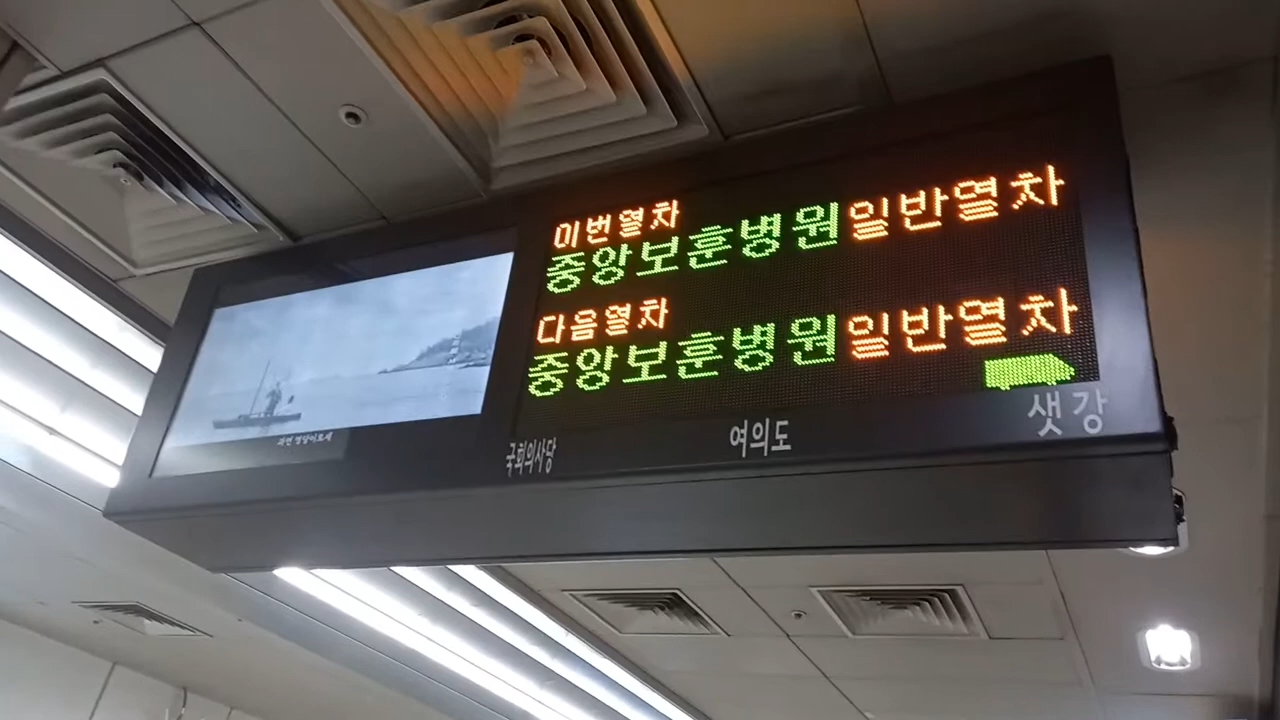 이번열차
중앙보훈병원 일반열차
다음열차
중앙보훈병원 일반열차
국회의사당 여의도 샛강